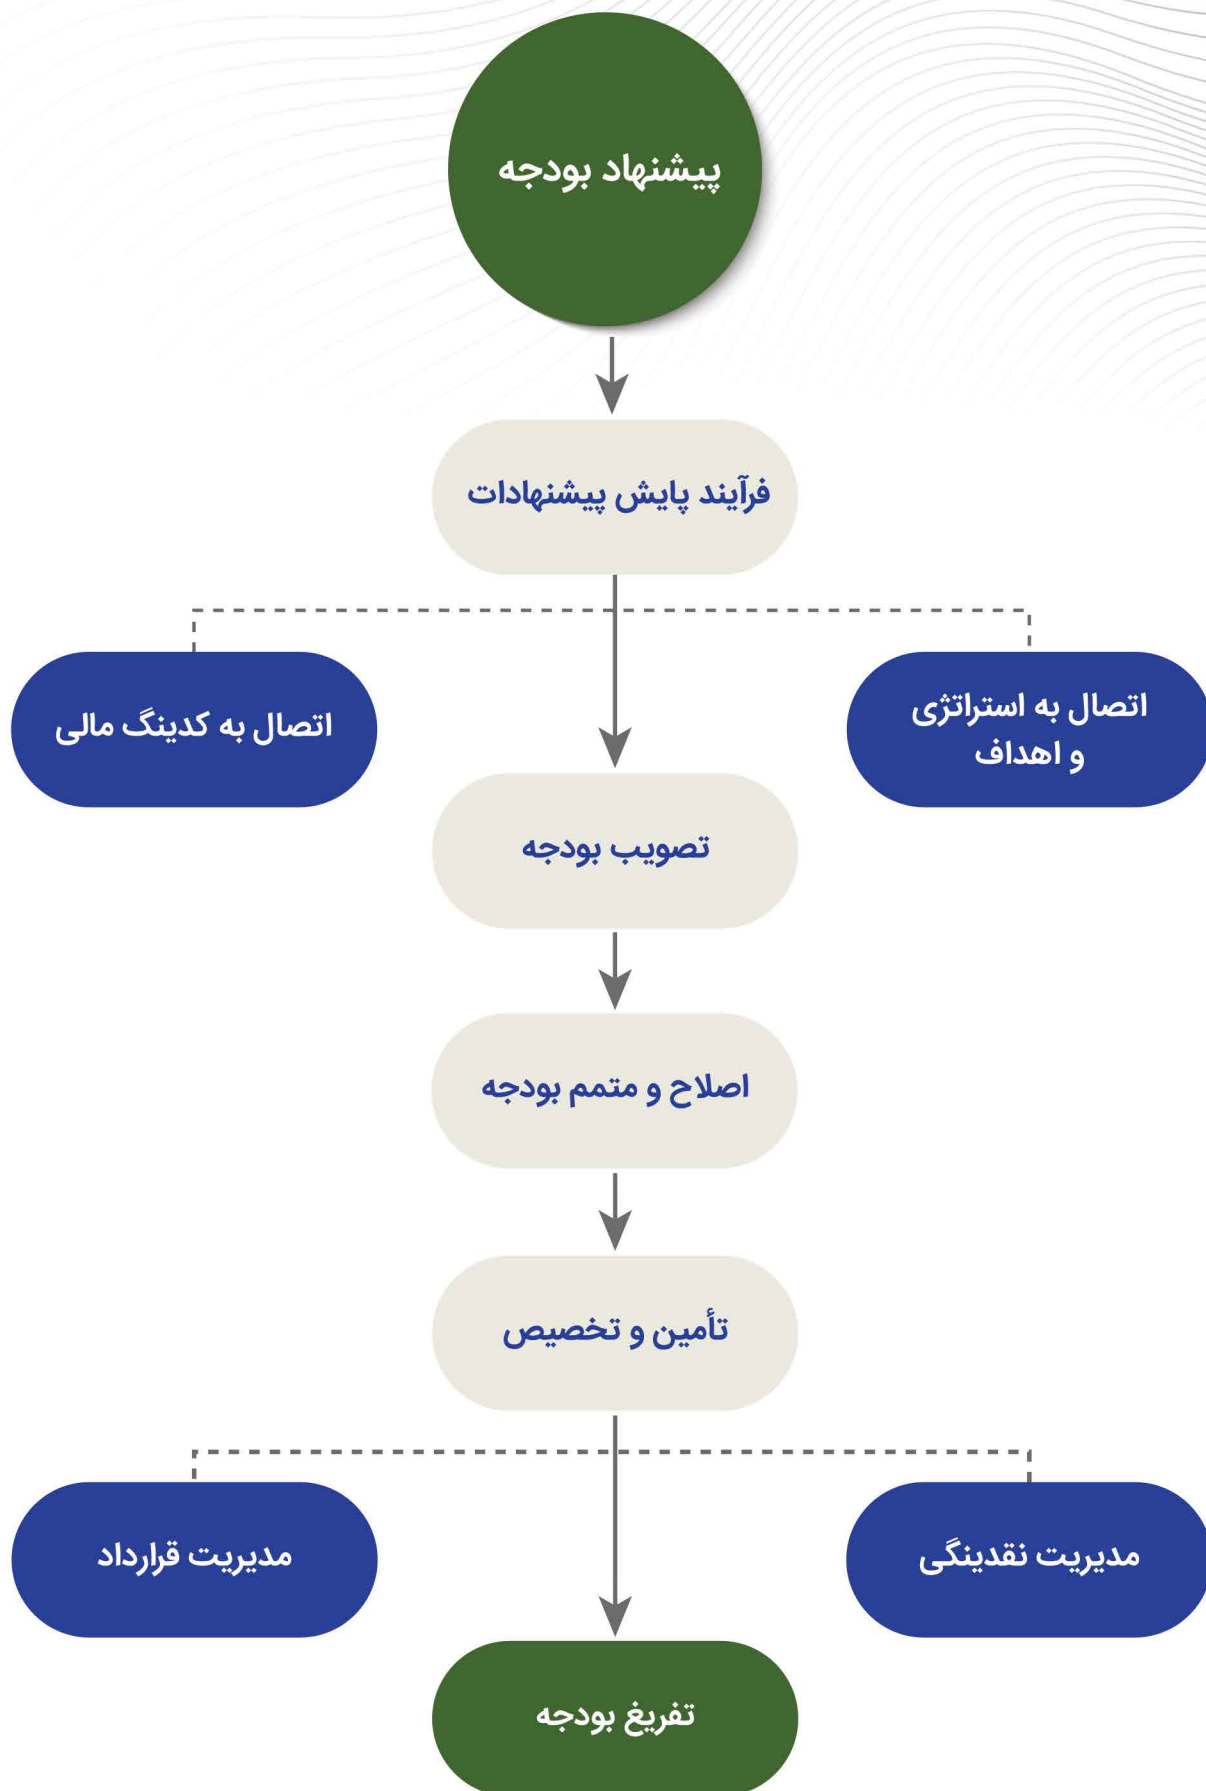 پیشنهاد بودجه
فرآیند پایش پیشنهادات
اتصال به استراتژی
و اهداف
اتصال به کدینگ مالی
تصویب بودجه
اصلاح و متمم بودجه
تأمین و تخصیص
مدیریت نقدینگی
مدیریت قرارداد
تفریغ بودجه